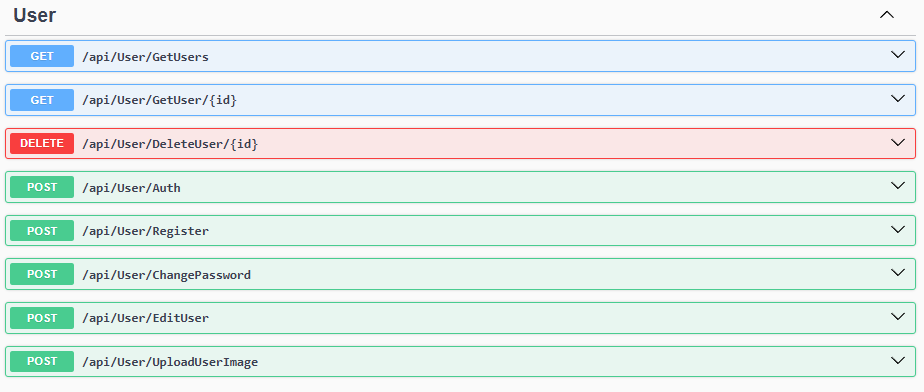 User
GET /api/User/GetUsers
GET /api/User/GetUser/{id}
DELETE /api/User/DeleteUser/{id}
POST /api/User/Auth
POST /api/User/Register
POST /api/User/ChangePassword
POST /api/User/EditUser
POST /api/User/UploadUserImage